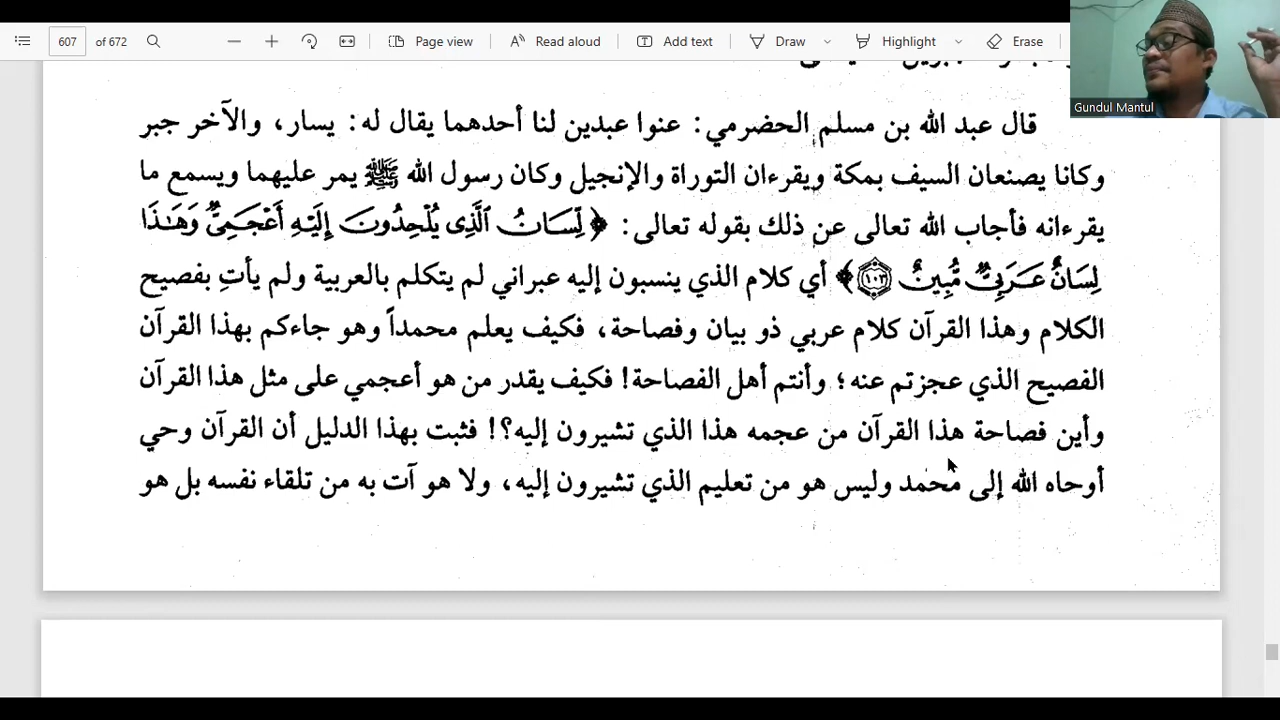 607 of 672 Page view Read aloud Add text Draw Highlight Erase
Gundul Mantul
قال عبد الله بن مسلم الحضرمي: عنوا عبدين لنا أحدهما يقال له: يسار، والآخر جبر
وكانا يصنعان السيف بمكة ويقرءان التوراة والإنجيل وكان رسول الله ﷺ يمر عليهما ويسمع ما
يقرءانه فأجاب الله تعالى عن ذلك بقوله تعالى: ﴿لِّسَانُ ٱلَّذِى يُلْحِدُونَ إِلَيْهِ أَعْجَمِىٌّ وَهَـٰذَا
لِسَانٌ عَرَبِىٌّ مُّبِينٌ ١٠٣﴾ أي كلام الذي ينسبون إليه عبراني لم يتكلم بالعربية ولم يأتِ بفصيح
الكلام وهذا القرآن كلام عربي ذو بيان وفصاحة، فكيف يعلم محمداً وهو جاءكم بهذا القرآن
الفصيح الذي عجزتم عنه؛ وأنتم أهل الفصاحة! فكيف يقدر من هو أعجمي على مثل هذا القرآن
وأين فصاحة هذا القرآن من عجمه هذا الذي تشيرون إليه؟! فثبت بهذا الدليل أن القرآن وحي
أوحاه الله إلى محمد وليس هو من تعليم الذي تشيرون إليه، ولا هو آت به من تلقاء نفسه بل هو